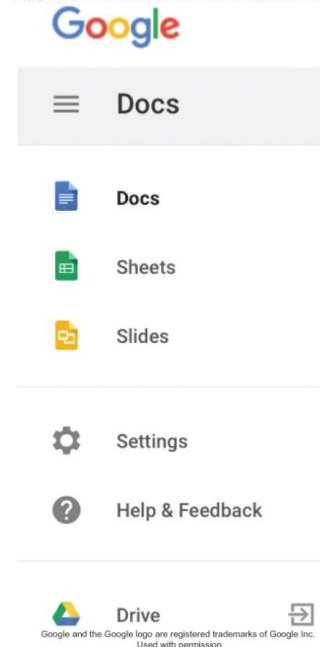 Google
Docs
Docs
Sheets
Slides
Settings
Help & Feedback
Drive
Google and the Google logo are registered trademarks of Google Inc.
Used with permission